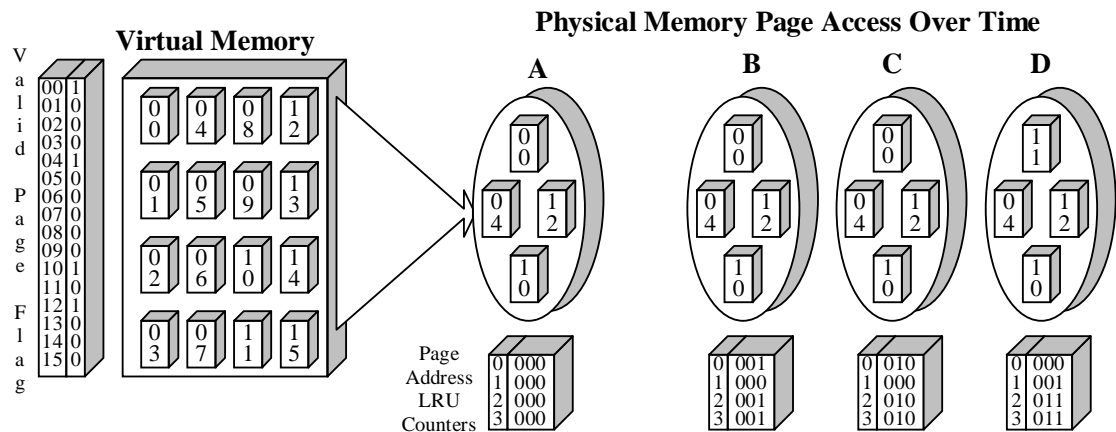 Physical Memory Page Access Over Time
Virtual Memory
Valid Page Flag
00 1
01 0
02 0
03 0
04 1
05 0
06 0
07 0
08 0
09 0
10 1
11 0
12 1
13 0
14 0
15 0
00 04 08 12
01 05 09 13
02 06 10 14
03 07 11 15
A
00
04 12
10
B
00
04 12
10
C
00
04 12
10
D
11
04 12
10
Page
Address
LRU
Counters
0 000
1 000
2 000
3 000
0 001
1 000
2 001
3 001
0 010
1 000
2 010
3 010
0 000
1 001
2 011
3 011